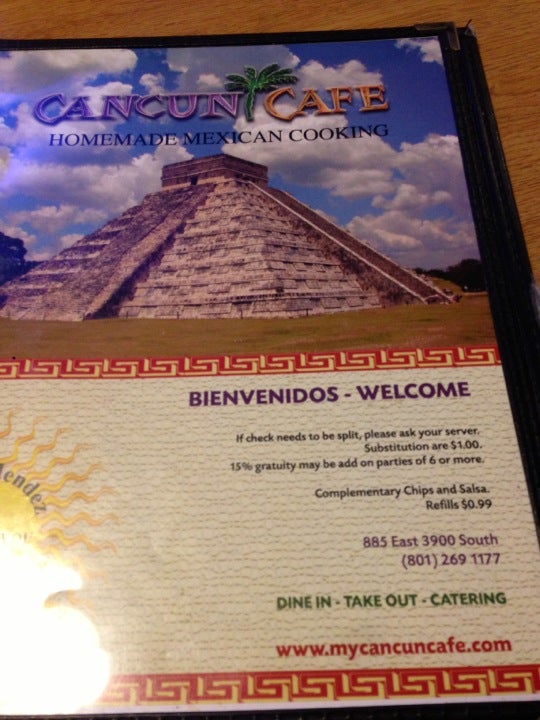 CANCUN CAFE
HOMEMADE MEXICAN COOKING
BIENVENIDOS - WELCOME
If check needs to be split, please ask your server.
Substitution are $1.00.
15% gratuity may be add on parties of 6 or more.
Complementary Chips and Salsa.
Refills $0.99
885 East 3900 South
(801) 269 1177
DINE IN - TAKE OUT - CATERING
www.mycancuncafe.com